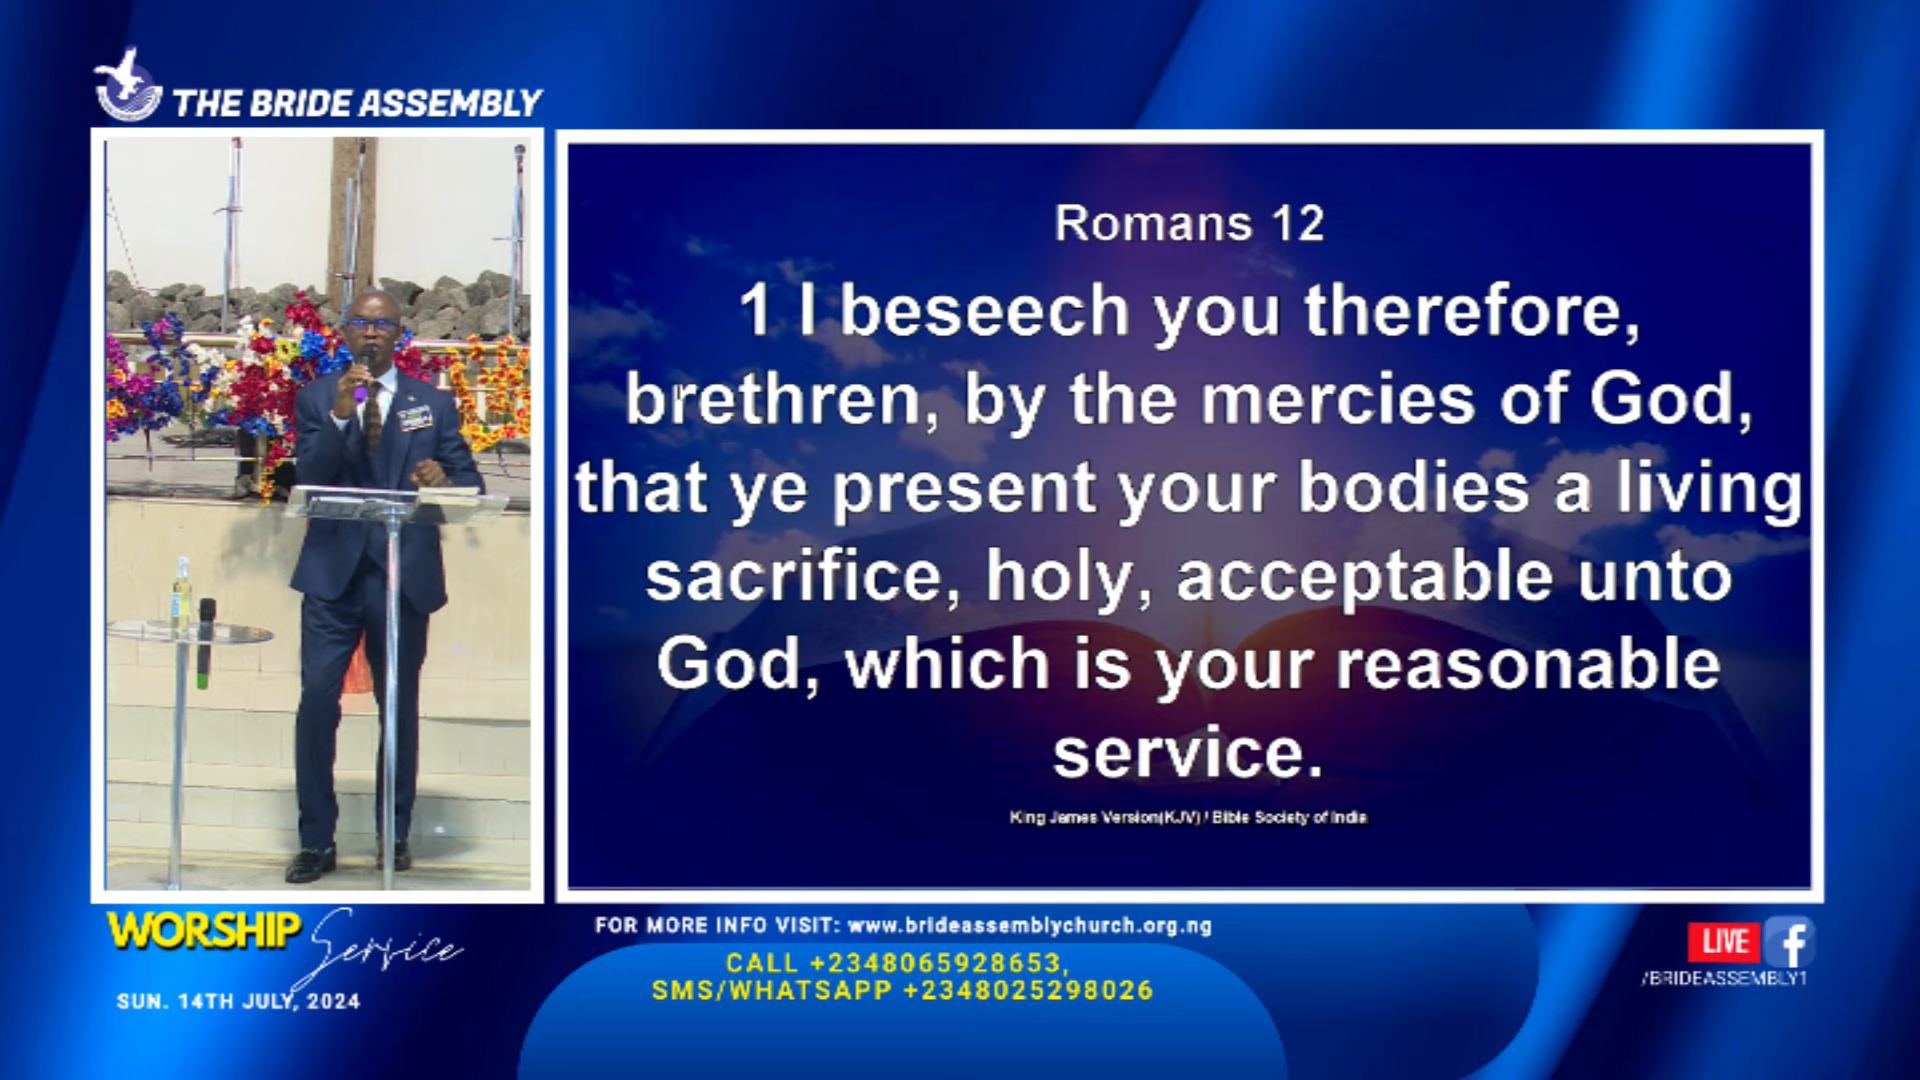 THE BRIDE ASSEMBLY
Romans 12
1 I beseech you therefore,
brethren, by the mercies of God,
that ye present your bodies a living
sacrifice, holy, acceptable unto
God, which is your reasonable
service.
King James Version(KJV) / Bible Society of India
WORSHIP
Service
SUN. 14TH JULY, 2024
FOR MORE INFO VISIT: www.brideassemblychurch.org.ng
CALL +2348065928653,
SMS/WHATSAPP +2348025298026
LIVE f
/BRIDEASSEMBLY1